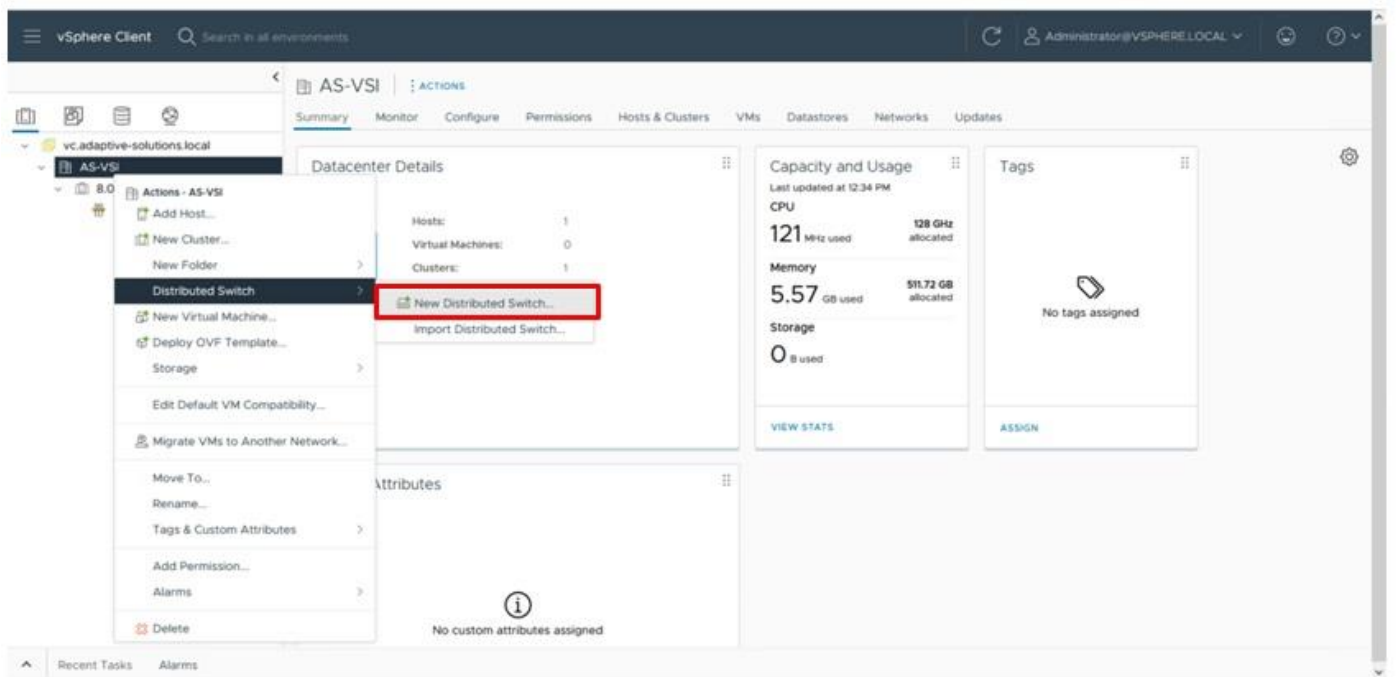 vSphere Client
Search in all environments
Administrator@VSPHERE.LOCAL
AS-VSI
ACTIONS
Summary Monitor Configure Permissions Hosts & Clusters VMs Datastores Networks Updates
vc.adaptive-solutions.local
AS-VSI
8.0
Actions - AS-VSI
Add Host...
New Cluster...
New Folder
Distributed Switch
New Virtual Machine...
Deploy OVF Template...
Storage
Edit Default VM Compatibility...
Migrate VMs to Another Network...
Move To...
Rename...
Tags & Custom Attributes
Add Permission...
Alarms
Delete
New Distributed Switch...
Import Distributed Switch...
Datacenter Details
Hosts: 1
Virtual Machines: 0
Clusters: 1
Capacity and Usage
Last updated at 12:34 PM
CPU
121 MHz used
128 GHz allocated
Memory
5.57 GB used
511.72 GB allocated
Storage
0 B used
VIEW STATS
Tags
No tags assigned
ASSIGN
Attributes
No custom attributes assigned
Recent Tasks Alarms